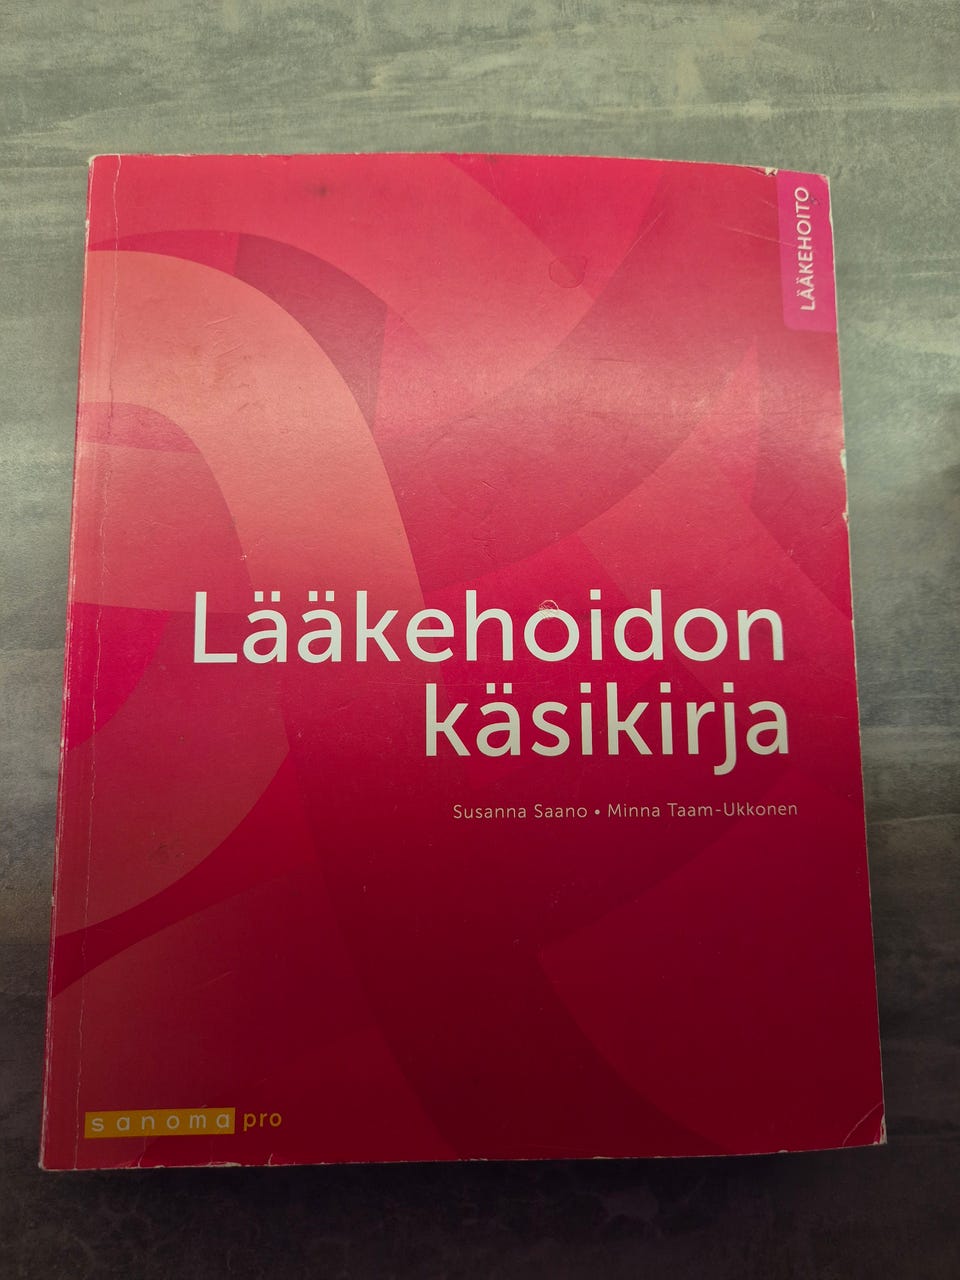 LÄÄKEHOITO
Lääkehoidon
käsikirja
Susanna Saano • Minna Taam-Ukkonen
sanoma pro